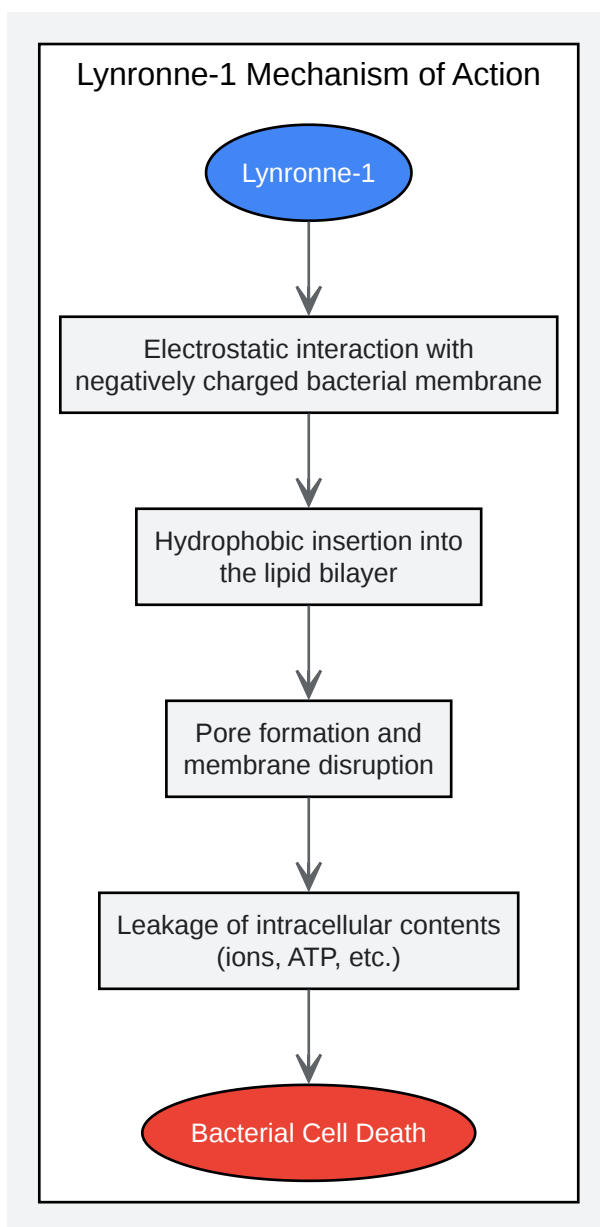 Lynronne-1 Mechanism of Action
Lynronne-1
Electrostatic interaction with
negatively charged bacterial membrane
Hydrophobic insertion into
the lipid bilayer
Pore formation and
membrane disruption
Leakage of intracellular contents
(ions, ATP, etc.)
Bacterial Cell Death